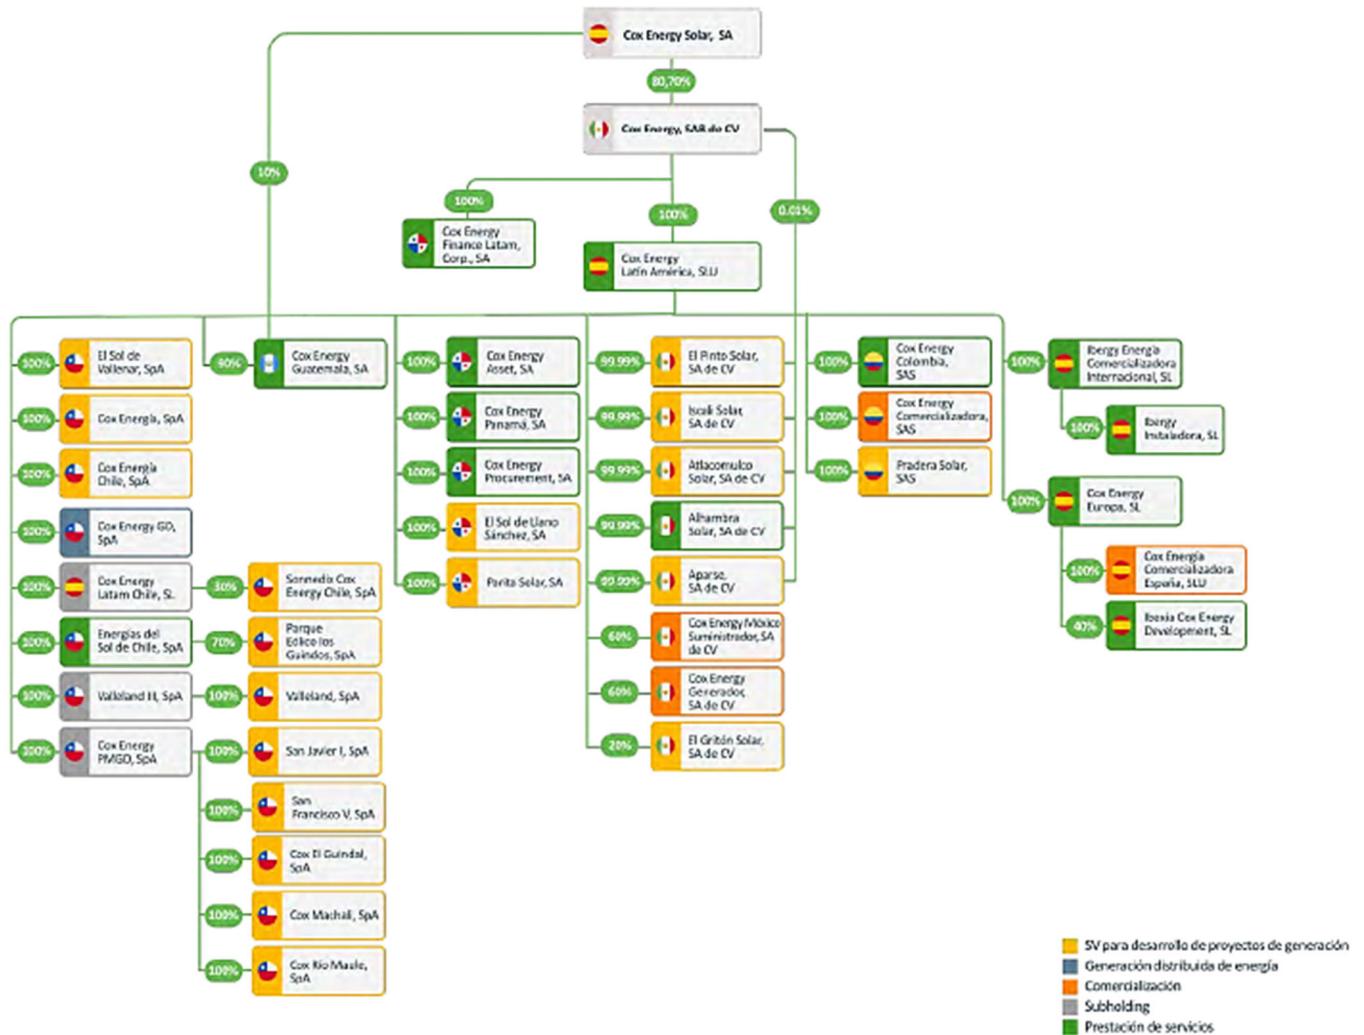 Cox Energy Solar, SA
80,70%
Cox Energy, SAB de CV
10%
100%
100%
0.01%
Cox Energy
Finance Latam,
Corp., SA
Cox Energy
Latin América, SLU
100%
El Sol de
Vallenar, SpA
100%
Cox Energía, SpA
100%
Cox Energía
Chile, SpA
100%
Cox Energy GD,
SpA
100%
Cox Energy
Latam Chile, SL
30%
Sonnedix Cox
Energy Chile, SpA
100%
Energías del
Sol de Chile, SpA
70%
Parque
Eólico los
Guindos, SpA
100%
Valleland III, SpA
100%
Valleland, SpA
100%
Cox Energy
PMGD, SpA
100%
San Javier I, SpA
100%
San
Francisco V, SpA
100%
Cox El Guindal,
SpA
100%
Cox Machalí, SpA
100%
Cox Río Maule,
SpA
90%
Cox Energy
Guatemala, SA
100%
Cox Energy
Asset, SA
100%
Cox Energy
Panamá, SA
100%
Cox Energy
Procurement, SA
100%
El Sol de Llano
Sánchez, SA
100%
Parita Solar, SA
99.99%
El Pinto Solar,
SA de CV
99.99%
Iscali Solar,
SA de CV
99.99%
Atlacomulco
Solar, SA de CV
99.99%
Alhambra
Solar, SA de CV
99.99%
Aparse,
SA de CV
60%
Cox Energy México
Suministrador, SA
de CV
60%
Cox Energy
Generador,
SA de CV
20%
El Gritón Solar,
SA de CV
100%
Cox Energy
Colombia,
SAS
100%
Cox Energy
Comercializadora,
SAS
100%
Pradera Solar,
SAS
100%
Ibergy Energía
Comercializadora
Internacional, SL
100%
Ibergy
Instaladora, SL
100%
Cox Energy
Europa, SL
100%
Cox Energía
Comercializadora
España, SLU
40%
Ibexia Cox Energy
Development, SL
SV para desarrollo de proyectos de generación
Generación distribuida de energía
Comercialización
Subholding
Prestación de servicios